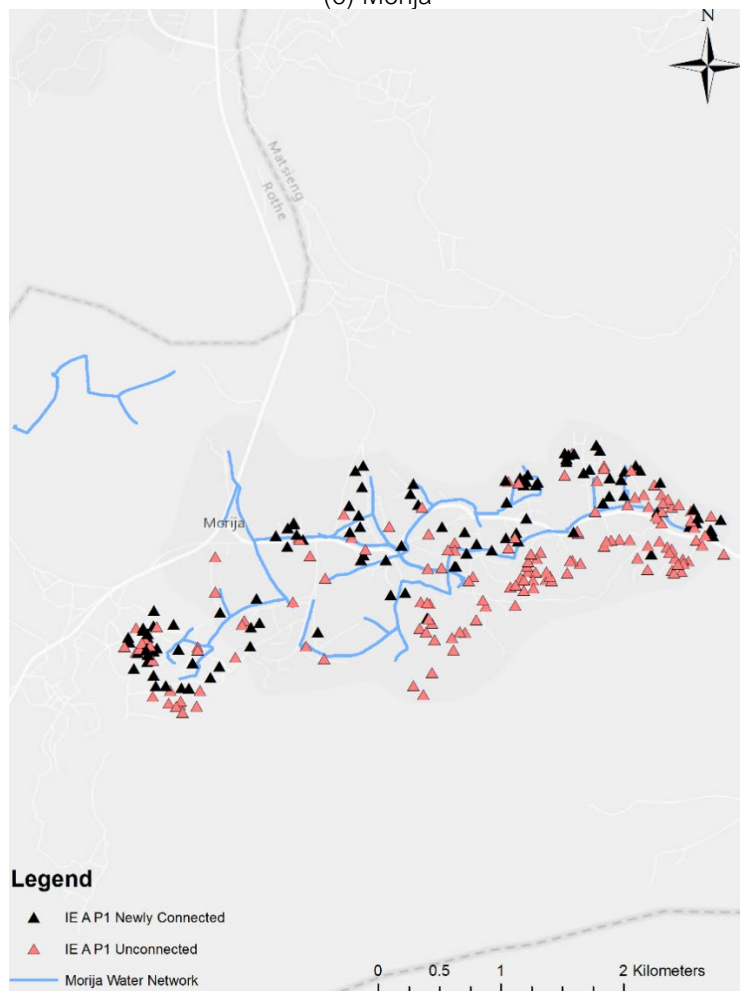 (c) Morija
N
Matsieng
Rothe
Morija
Legend
IE A P1 Newly Connected
IE A P1 Unconnected
Morija Water Network
0 0.5 1 2 Kilometers